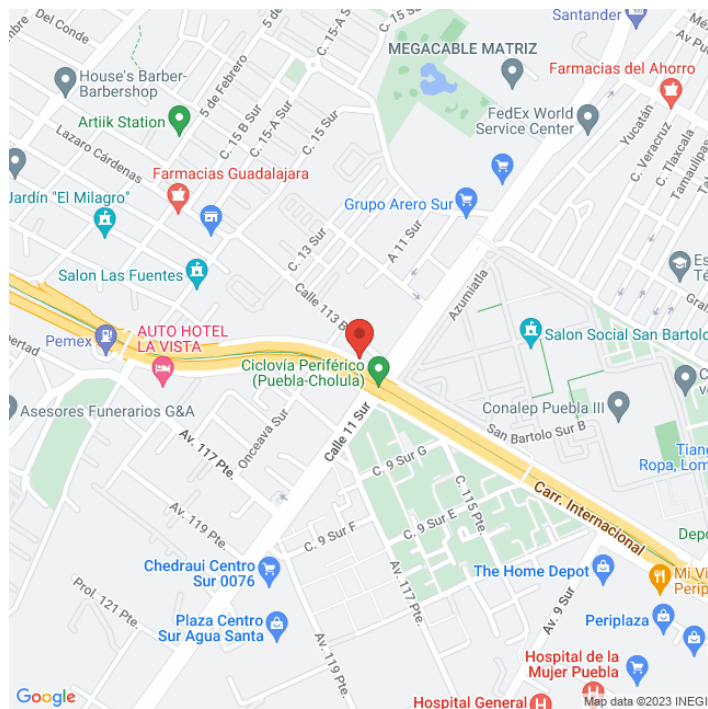 Del Conde
5 de Febrero
C. 15-A Sur
C. 15 Sur
Santander
MEGACABLE MATRIZ
House's Barber-
Barbershop
Farmacias del Ahorro
Artiik Station
C. 15 B Sur
C. 15-A Sur
C. 15 Sur
FedEx World
Service Center
Yucatán
C. Veracruz
C. Tlaxcala
Tamaulipas
Lazaro Cárdenas
Farmacias Guadalajara
Jardín "El Milagro"
Grupo Arero Sur
C. 13 Sur
A 11 Sur
Salon Las Fuentes
Calle 113 B
Azumiatla
Pemex
AUTO HOTEL
LA VISTA
Salon Social San Bartolo
Ciclovía Periférico
(Puebla-Cholula)
Asesores Funerarios G&A
Onceava Sur
Calle 11 Sur
Conalep Puebla III
San Bartolo Sur B
Av. 117 Pte.
C. 9 Sur G
C. 115 Pte.
Carr. Internacional
Av. 119 Pte.
C. 9 Sur F
C. 9 Sur E
Chedraui Centro
Sur 0076
Av. 117 Pte.
The Home Depot
Prol. 121 Pte.
Plaza Centro
Sur Agua Santa
Av. 119 Pte.
Av. 9 Sur
Periplaza
Hospital de la
Mujer Puebla
Hospital General
Google
Map data ©2023 INEGI